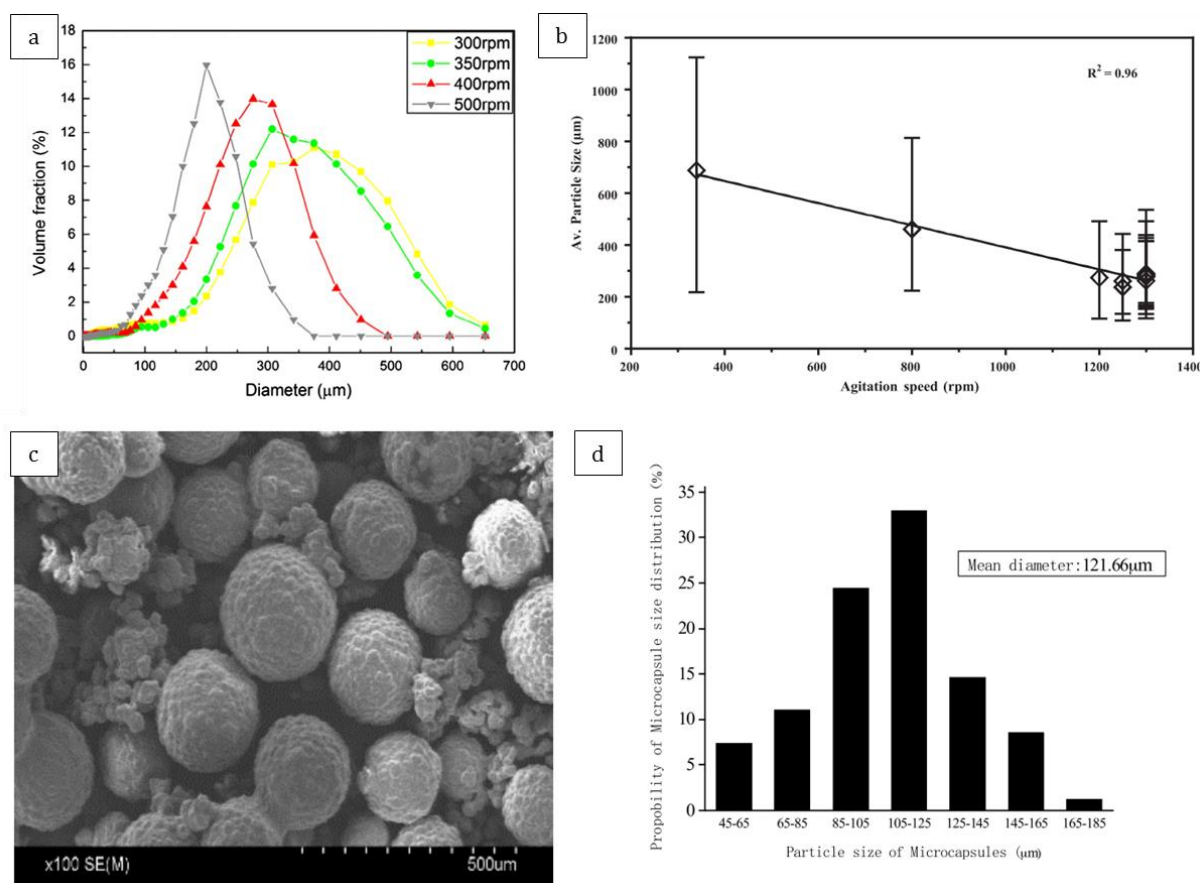 a
18
16
14
12
10
8
6
4
2
0
Volume fraction (%)
300rpm
350rpm
400rpm
500rpm
0 100 200 300 400 500 600 700
Diameter (μm)
b
1200
1000
800
600
400
200
0
Av. Particle Size (μm)
R² = 0.96
200 400 600 800 1000 1200 1400
Agitation speed (rpm)
c
x100 SE(M) 500um
d
Propobility of Microcapsule size distribution (%)
35
30
25
20
15
10
5
0
Mean diameter:121.66μm
45-65 65-85 85-105 105-125 125-145 145-165 165-185
Particle size of Microcapsules (μm)